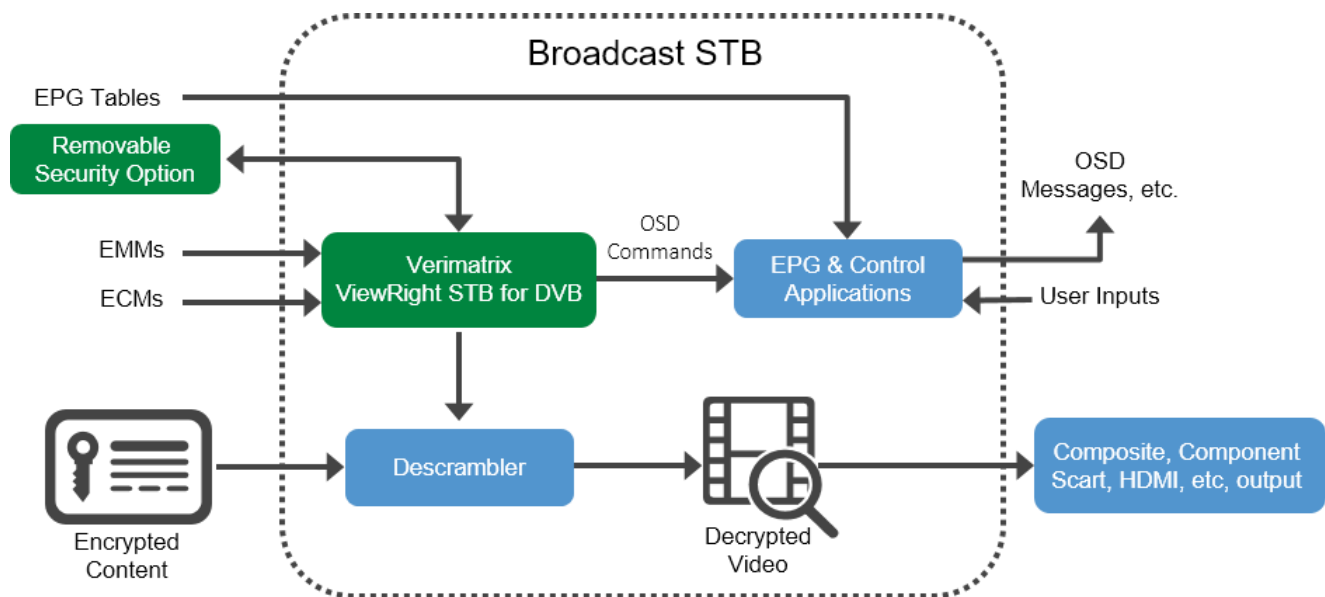 Broadcast STB
EPG Tables
Removable
Security Option
OSD
Messages, etc.
EMMs
ECMs
Verimatrix
ViewRight STB for DVB
OSD
Commands
EPG & Control
Applications
User Inputs
Encrypted
Content
Descrambler
Decrypted
Video
Composite, Component
Scart, HDMI, etc, output